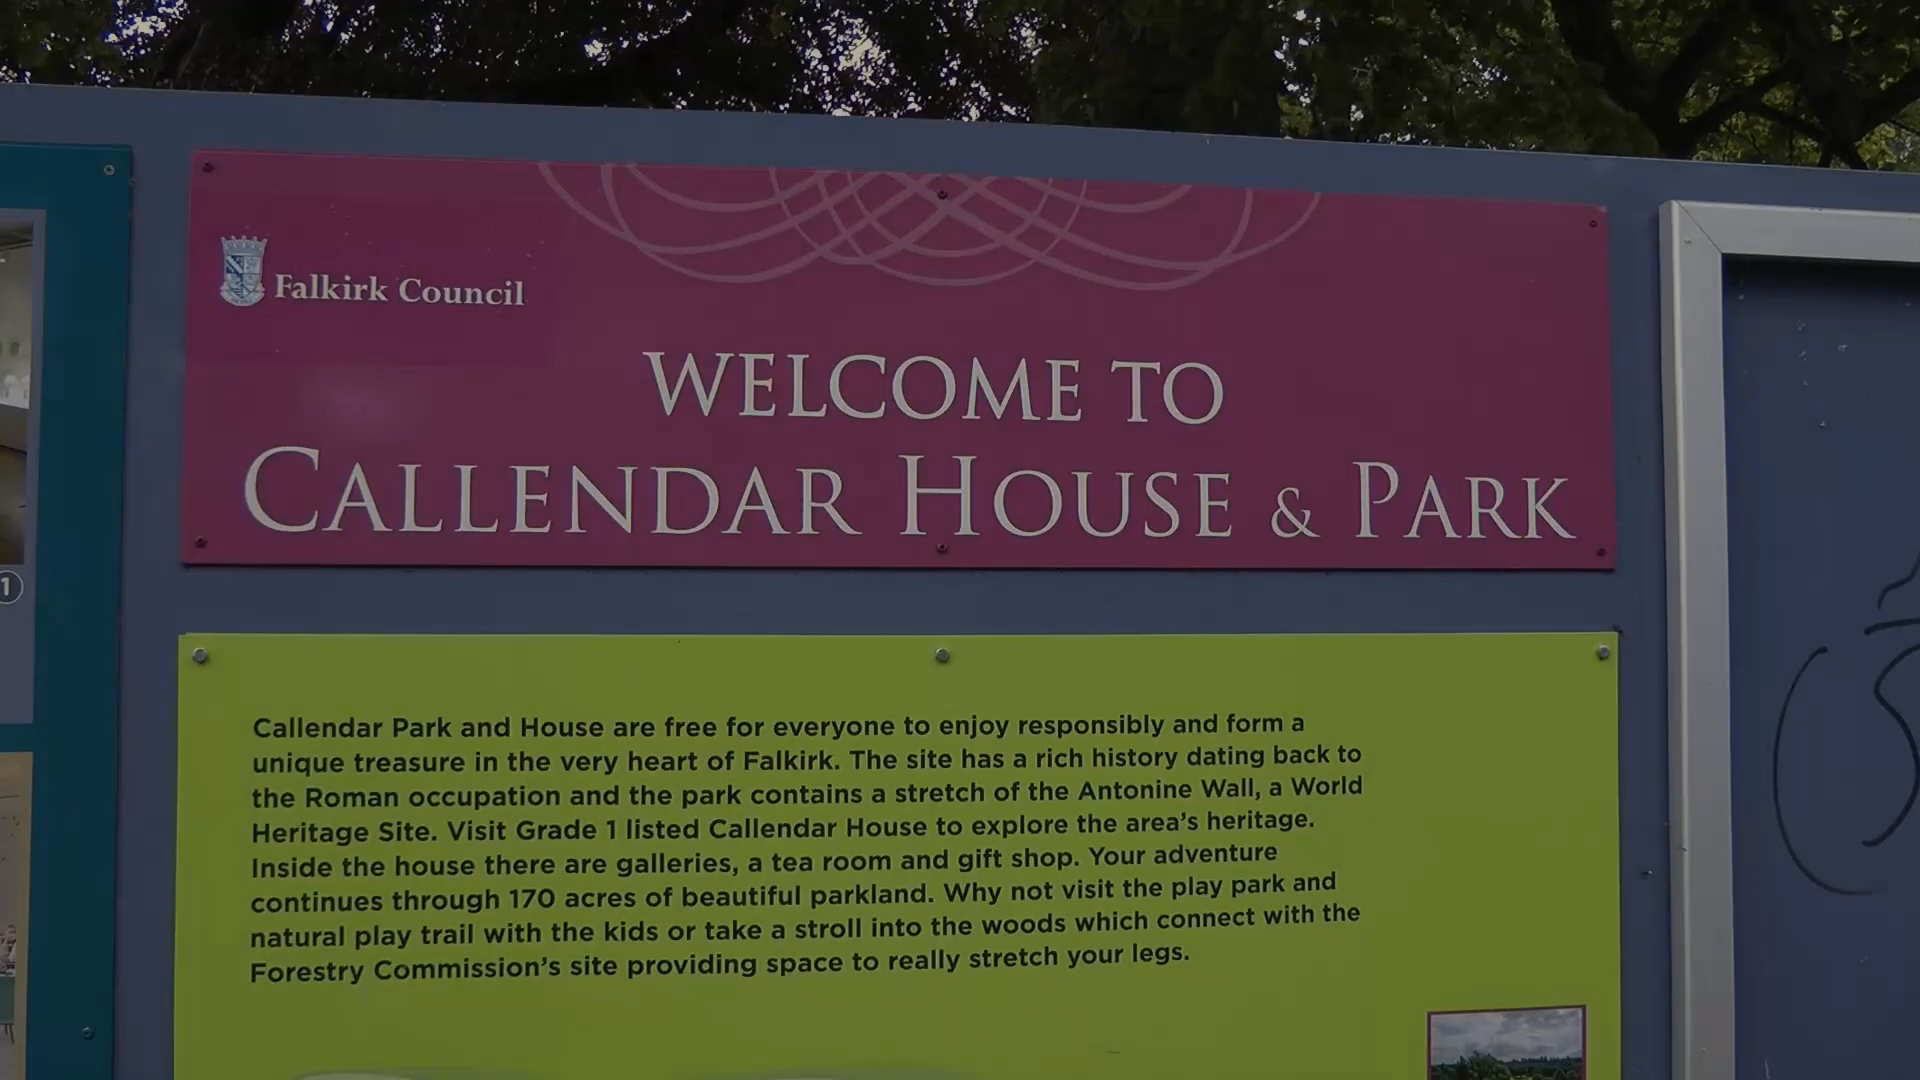 Falkirk Council
WELCOME TO
CALLENDAR HOUSE & PARK
Callendar Park and House are free for everyone to enjoy responsibly and form a
unique treasure in the very heart of Falkirk. The site has a rich history dating back to
the Roman occupation and the park contains a stretch of the Antonine Wall, a World
Heritage Site. Visit Grade 1 listed Callendar House to explore the area's heritage.
Inside the house there are galleries, a tea room and gift shop. Your adventure
continues through 170 acres of beautiful parkland. Why not visit the play park and
natural play trail with the kids or take a stroll into the woods which connect with the
Forestry Commission's site providing space to really stretch your legs.
1